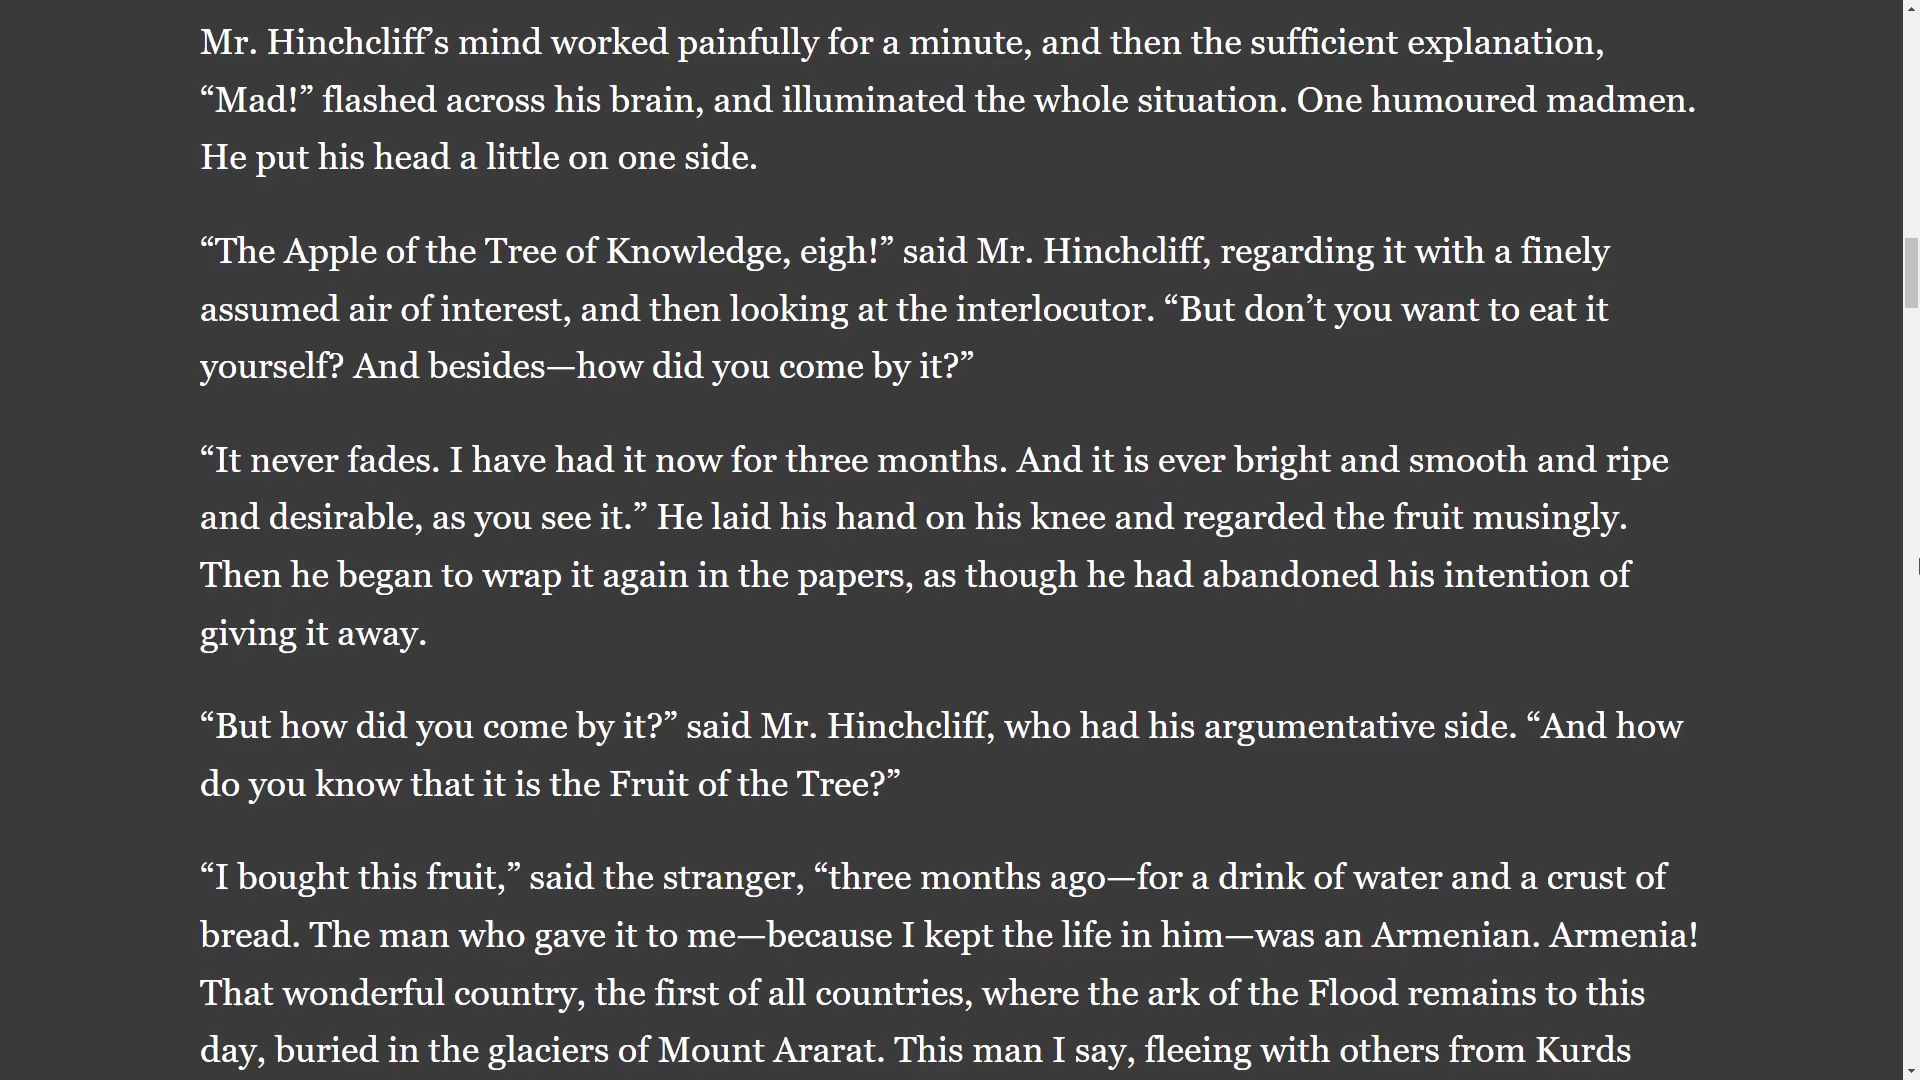 Mr. Hinchcliff’s mind worked painfully for a minute, and then the sufficient explanation,
“Mad!” flashed across his brain, and illuminated the whole situation. One humoured madmen.
He put his head a little on one side.
“The Apple of the Tree of Knowledge, eigh!” said Mr. Hinchcliff, regarding it with a finely
assumed air of interest, and then looking at the interlocutor. “But don’t you want to eat it
yourself? And besides—how did you come by it?”
“It never fades. I have had it now for three months. And it is ever bright and smooth and ripe
and desirable, as you see it.” He laid his hand on his knee and regarded the fruit musingly.
Then he began to wrap it again in the papers, as though he had abandoned his intention of
giving it away.
“But how did you come by it?” said Mr. Hinchcliff, who had his argumentative side. “And how
do you know that it is the Fruit of the Tree?”
“I bought this fruit,” said the stranger, “three months ago—for a drink of water and a crust of
bread. The man who gave it to me—because I kept the life in him—was an Armenian. Armenia!
That wonderful country, the first of all countries, where the ark of the Flood remains to this
day, buried in the glaciers of Mount Ararat. This man I say, fleeing with others from Kurds